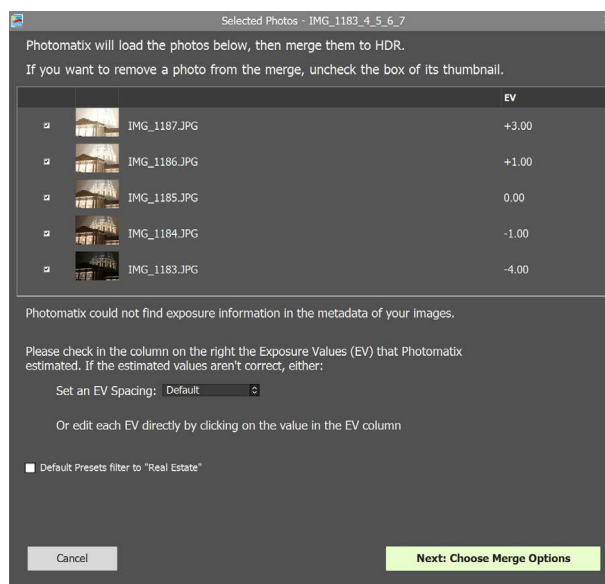 Selected Photos - IMG_1183_4_5_6_7
Photomatix will load the photos below, then merge them to HDR.
If you want to remove a photo from the merge, uncheck the box of its thumbnail.
EV
IMG_1187.JPG +3.00
IMG_1186.JPG +1.00
IMG_1185.JPG 0.00
IMG_1184.JPG -1.00
IMG_1183.JPG -4.00
Photomatix could not find exposure information in the metadata of your images.
Please check in the column on the right the Exposure Values (EV) that Photomatix
estimated. If the estimated values aren't correct, either:
Set an EV Spacing: Default
Or edit each EV directly by clicking on the value in the EV column
Default Presets filter to "Real Estate"
Cancel Next: Choose Merge Options